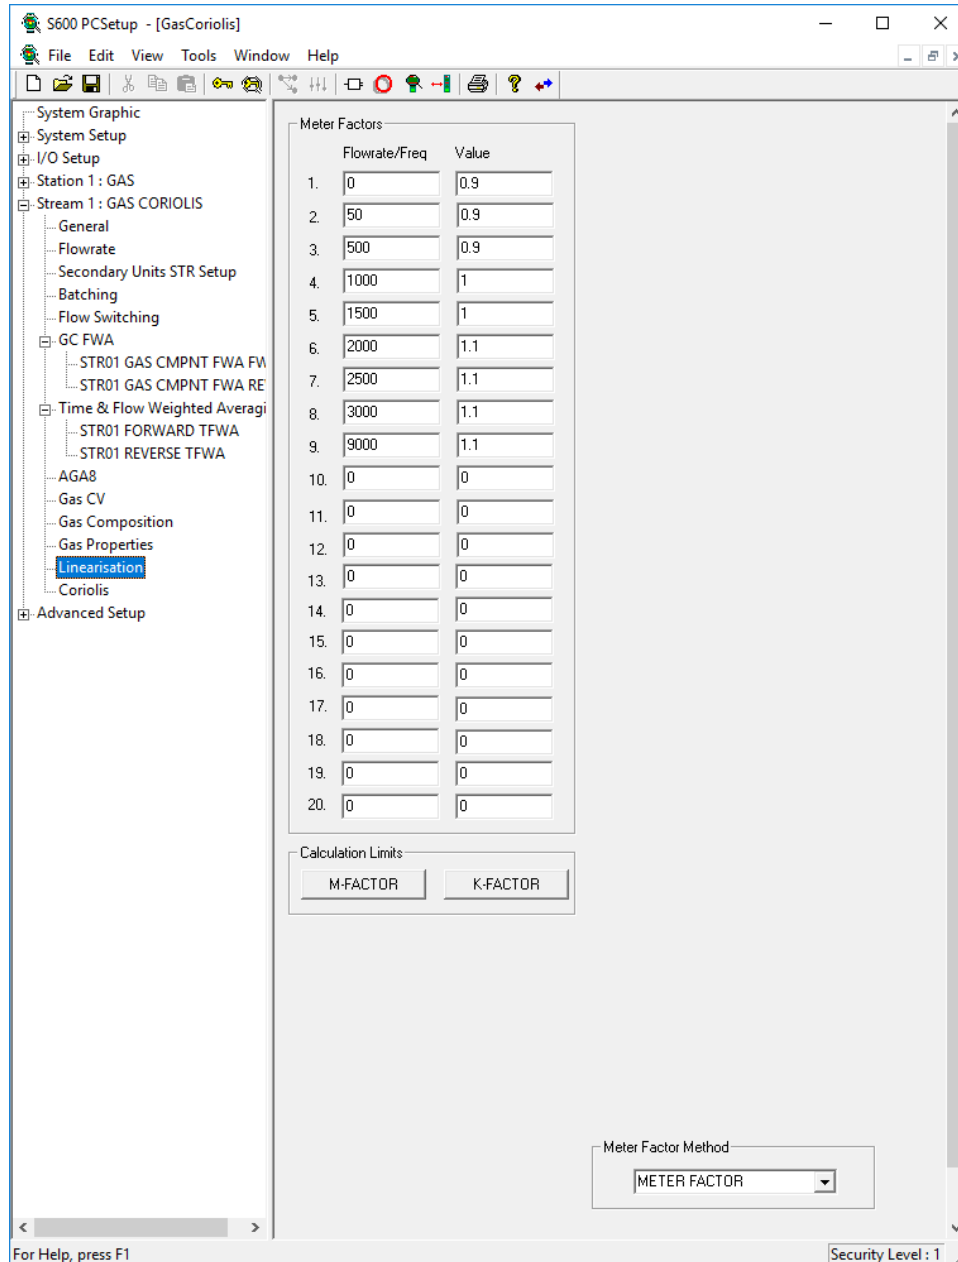 S600 PCSetup - [GasCoriolis]
File Edit View Tools Window Help
System Graphic
System Setup
I/O Setup
Station 1 : GAS
Stream 1 : GAS CORIOLIS
General
Flowrate
Secondary Units STR Setup
Batching
Flow Switching
GC FWA
STR01 GAS CMPNT FWA FW
STR01 GAS CMPNT FWA RE
Time & Flow Weighted Averagi
STR01 FORWARD TFWA
STR01 REVERSE TFWA
AGA8
Gas CV
Gas Composition
Gas Properties
Linearisation
Coriolis
Advanced Setup
Meter Factors
Flowrate/Freq Value
1. 0 0.9
2. 50 0.9
3. 500 0.9
4. 1000 1
5. 1500 1
6. 2000 1.1
7. 2500 1.1
8. 3000 1.1
9. 9000 1.1
10. 0 0
11. 0 0
12. 0 0
13. 0 0
14. 0 0
15. 0 0
16. 0 0
17. 0 0
18. 0 0
19. 0 0
20. 0 0
Calculation Limits
M-FACTOR K-FACTOR
Meter Factor Method
METER FACTOR
For Help, press F1 Security Level : 1